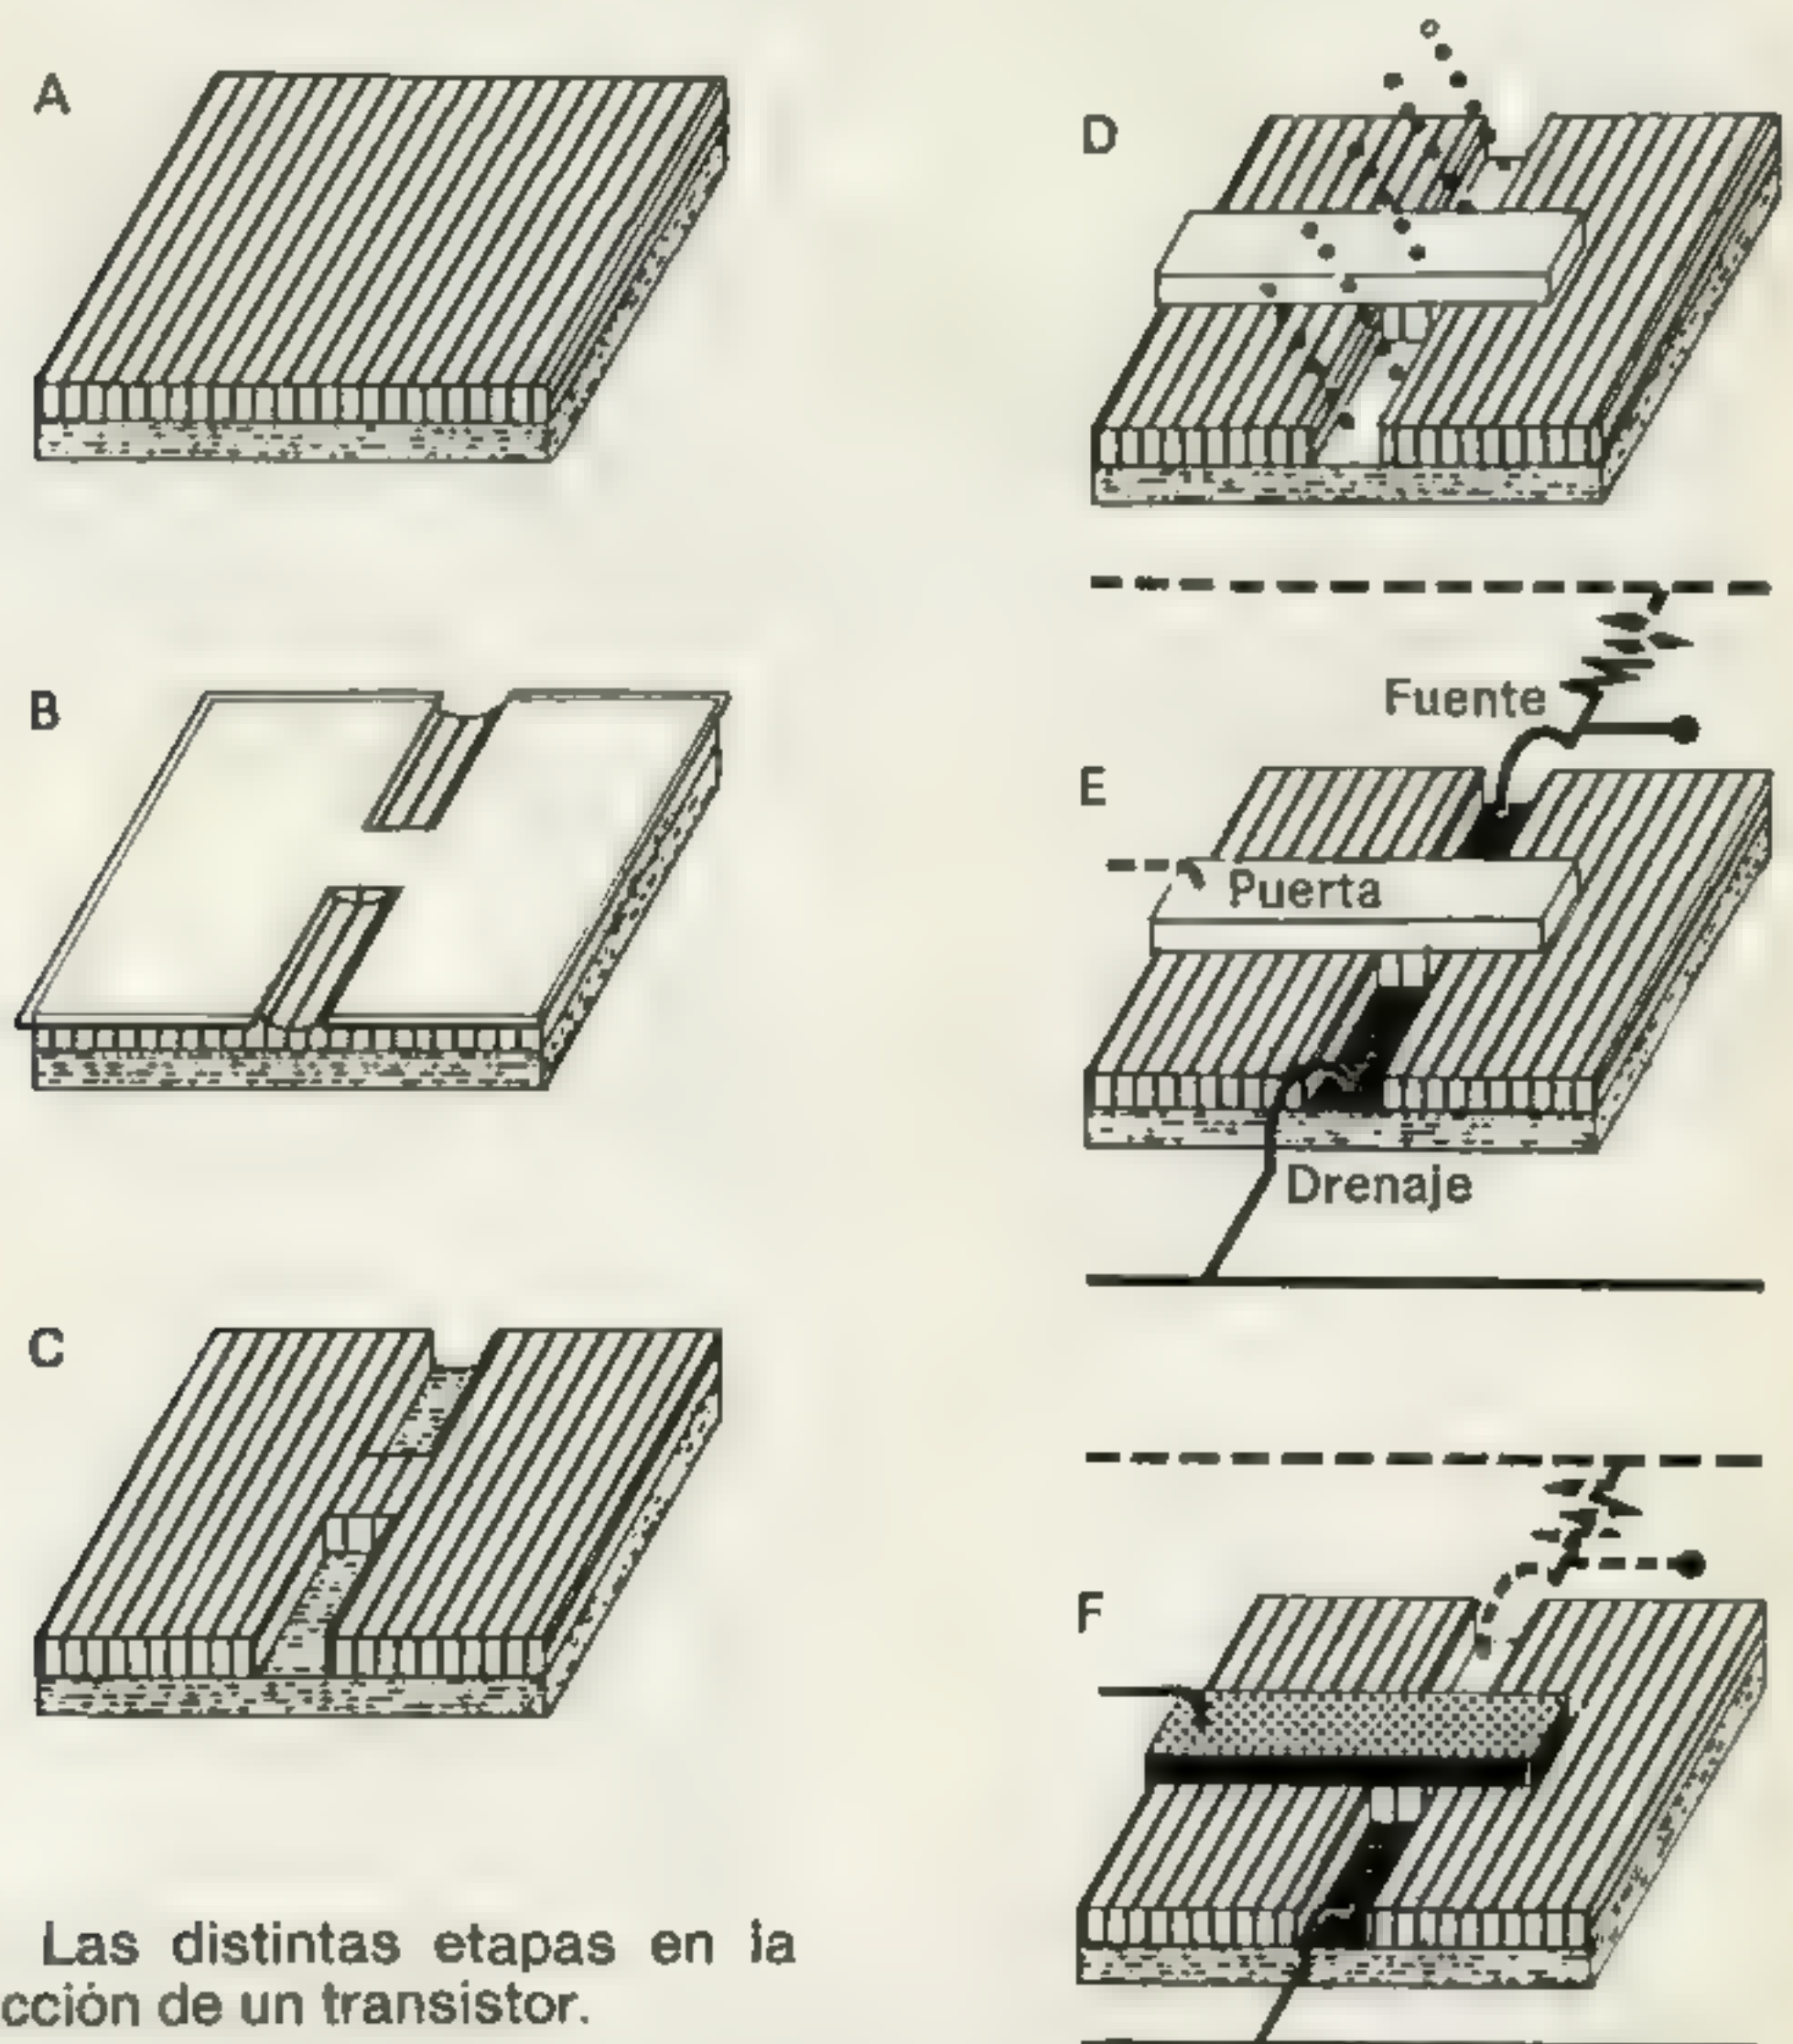 A
B
C
Las distintas etapas en la
cción de un transistor.
D
Fuente
E
Puerta
Drenaje
F